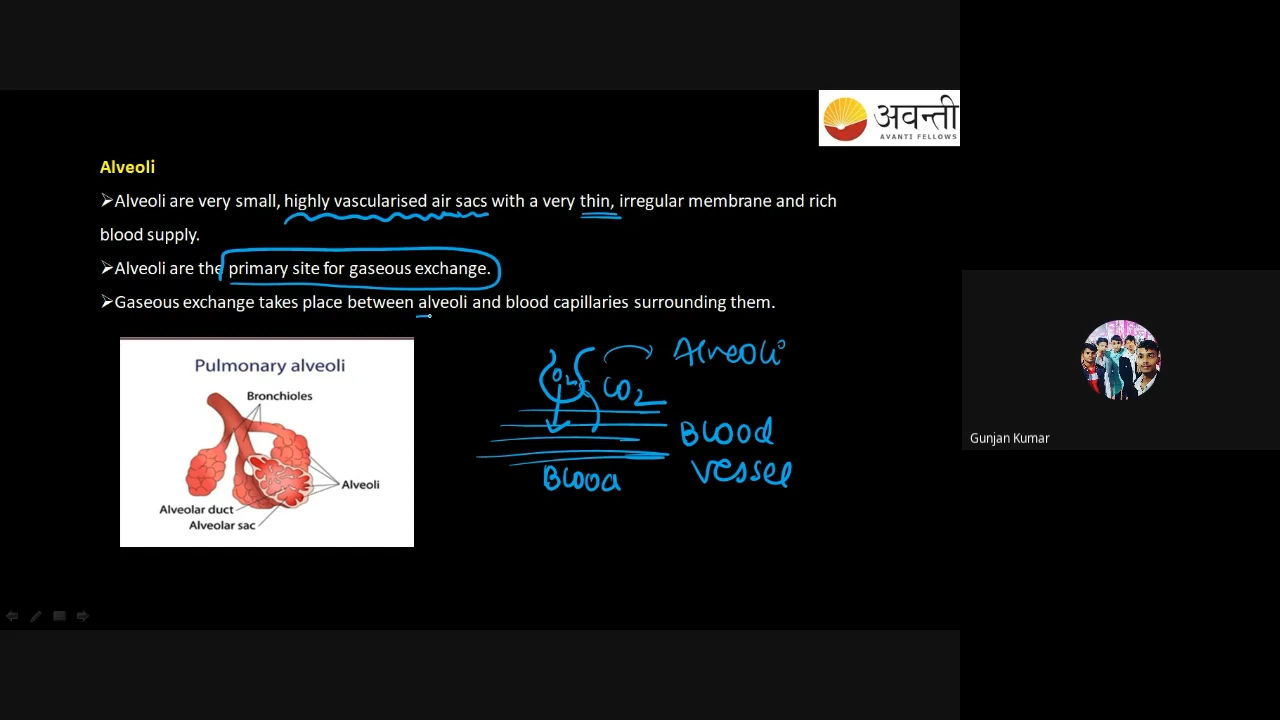 अवन्ती
AVANTI FELLOWS
Alveoli
➢Alveoli are very small, highly vascularised air sacs with a very thin, irregular membrane and rich
blood supply.
➢Alveoli are the primary site for gaseous exchange.
➢Gaseous exchange takes place between alveoli and blood capillaries surrounding them.
Pulmonary alveoli
Bronchioles
Alveoli
Alveolar duct
Alveolar sac
Alveoli
O2
CO2
Blood
vessel
Blood
Gunjan Kumar